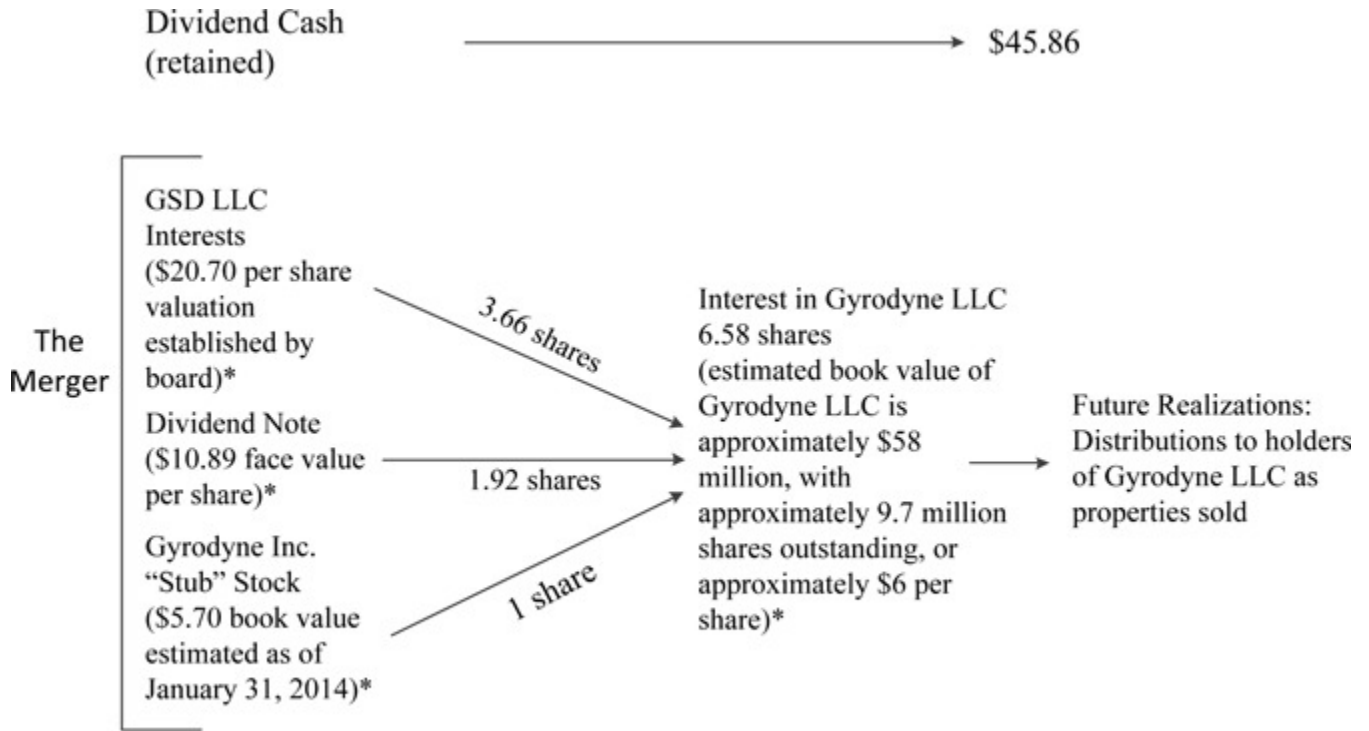 Dividend Cash
(retained)
$45.86
The
Merger
GSD LLC
Interests
($20.70 per share
valuation
established by
board)*
3.66 shares
Dividend Note
($10.89 face value
per share)*
1.92 shares
Gyrodyne Inc.
“Stub” Stock
($5.70 book value
estimated as of
January 31, 2014)*
1 share
Interest in Gyrodyne LLC
6.58 shares
(estimated book value of
Gyrodyne LLC is
approximately $58
million, with
approximately 9.7 million
shares outstanding, or
approximately $6 per
share)*
Future Realizations:
Distributions to holders
of Gyrodyne LLC as
properties sold